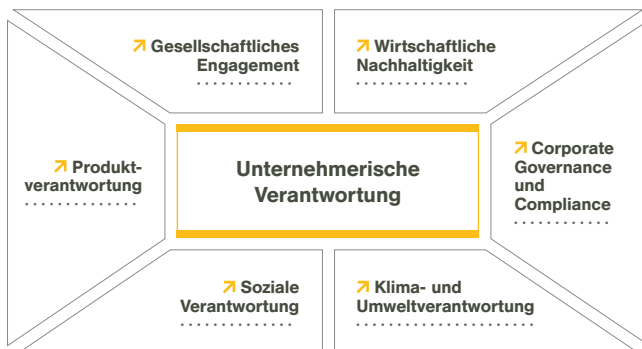 Gesellschaftliches
Engagement
Wirtschaftliche
Nachhaltigkeit
Produkt-
verantwortung
Unternehmerische
Verantwortung
Corporate
Governance
und
Compliance
Soziale
Verantwortung
Klima- und
Umweltverantwortung